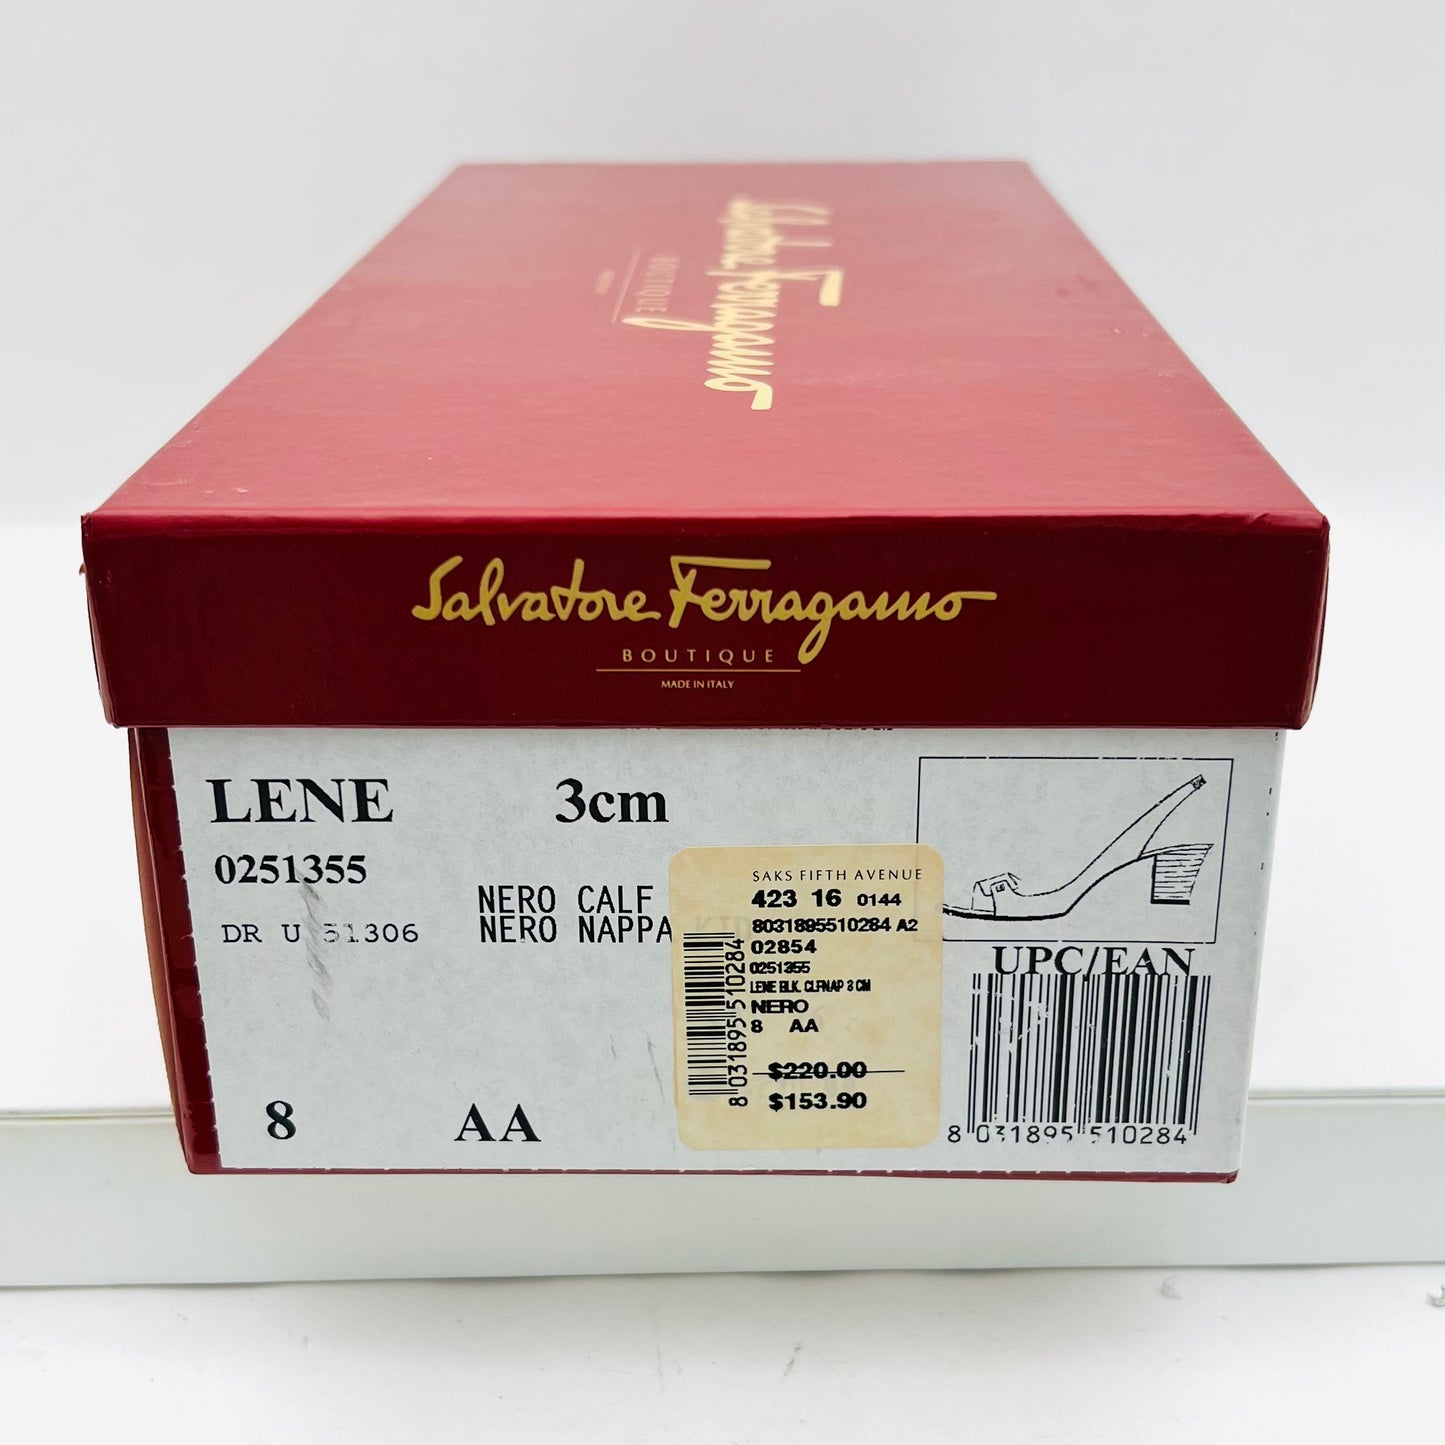 Salvatore Ferragamo
BOUTIQUE
Salvatore Ferragamo
BOUTIQUE
MADE IN ITALY
LENE 3cm
0251355
NERO CALF
DR U 51306 NERO NAPPA
8 AA
SAKS FIFTH AVENUE
423 16 0144
8031895510284 A2
02854
0251355
LENE BLK. CLFNAP 3 CM
NERO
8 AA
$220.00
$153.90
8 031895 510284
UPC/EAN
8 031895 510284